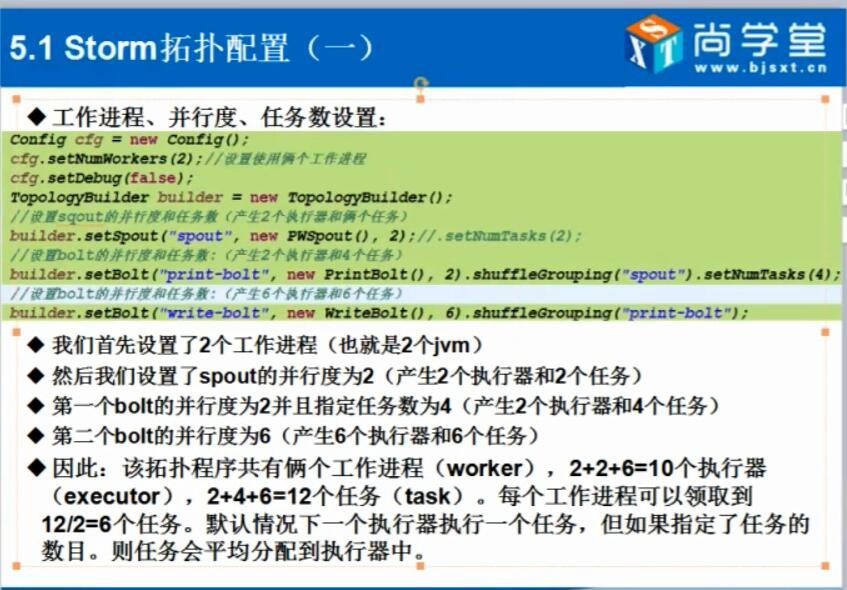 5.1 Storm拓扑配置（一）
尚学堂
www.bjsxt.cn
XST
◆ 工作进程、并行度、任务数设置：
Config cfg = new Config();
cfg.setNumWorkers(2);//设置使用俩个工作进程
cfg.setDebug(false);
TopologyBuilder builder = new TopologyBuilder();
//设置sqout的并行度和任务数（产生2个执行器和俩个任务）
builder.setSpout("spout", new PWSpout(), 2);//.setNumTasks(2);
//设置bolt的并行度和任务数:（产生2个执行器和4个任务）
builder.setBolt("print-bolt", new PrintBolt(), 2).shuffleGrouping("spout").setNumTasks(4);
//设置bolt的并行度和任务数:（产生6个执行器和6个任务）
builder.setBolt("write-bolt", new WriteBolt(), 6).shuffleGrouping("print-bolt");
◆ 我们首先设置了2个工作进程（也就是2个jvm）
◆ 然后我们设置了spout的并行度为2（产生2个执行器和2个任务）
◆ 第一个bolt的并行度为2并且指定任务数为4（产生2个执行器和4个任务）
◆ 第二个bolt的并行度为6（产生6个执行器和6个任务）
◆ 因此：该拓扑程序共有俩个工作进程（worker），2+2+6=10个执行器
（executor），2+4+6=12个任务（task）。每个工作进程可以领取到
12/2=6个任务。默认情况下一个执行器执行一个任务，但如果指定了任务的
数目。则任务会平均分配到执行器中。